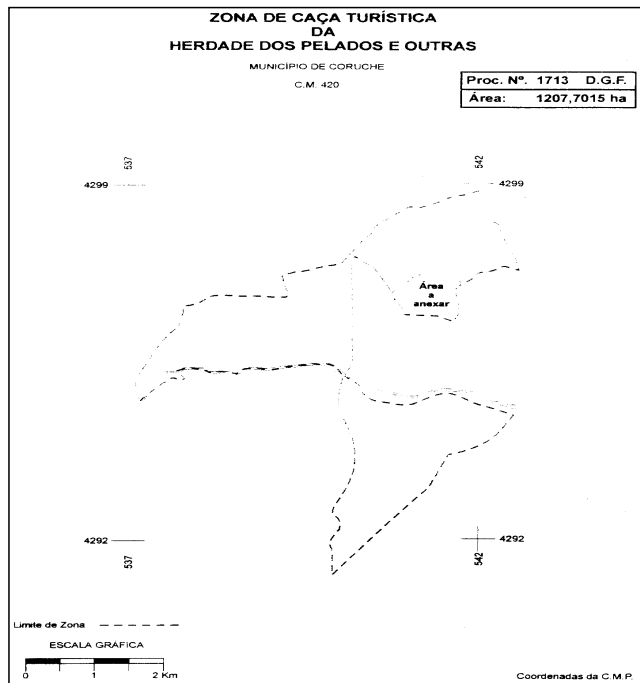 ZONA DE CAÇA TURÍSTICA
DA
HERDADE DOS PELADOS E OUTRAS
MUNICÍPIO DE CORUCHE
C.M. 420
Proc. Nº. 1713 D.G.F.
Área: 1207,7015 ha
537
542
4299
4299
Área
a
anexar
4292
4292
537
542
Limite de Zona
ESCALA GRÁFICA
0 1 2 Km
Coordenadas da C.M.P.